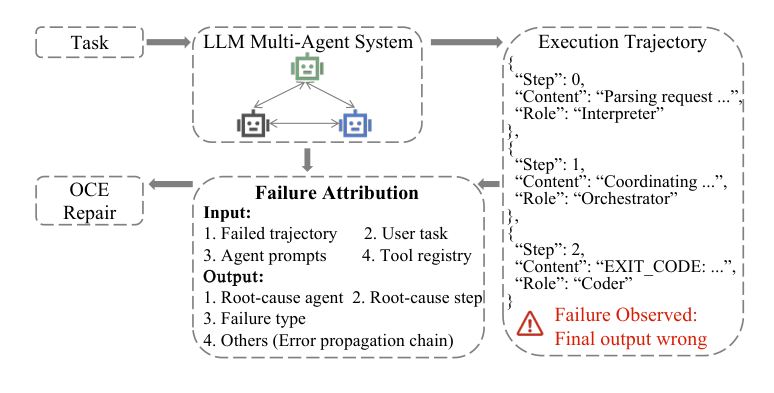 Task
LLM Multi-Agent System
Execution Trajectory
{
“Step”: 0,
“Content”: “Parsing request ...”,
“Role”: “Interpreter”
},
{
“Step”: 1,
“Content”: “Coordinating ...”,
“Role”: “Orchestrator”
},
{
“Step”: 2,
“Content”: “EXIT_CODE: ...”,
“Role”: “Coder”
}
Failure Observed:
Final output wrong
Failure Attribution
Input:
1. Failed trajectory 2. User task
3. Agent prompts 4. Tool registry
Output:
1. Root-cause agent 2. Root-cause step
3. Failure type
4. Others (Error propagation chain)
OCE
Repair